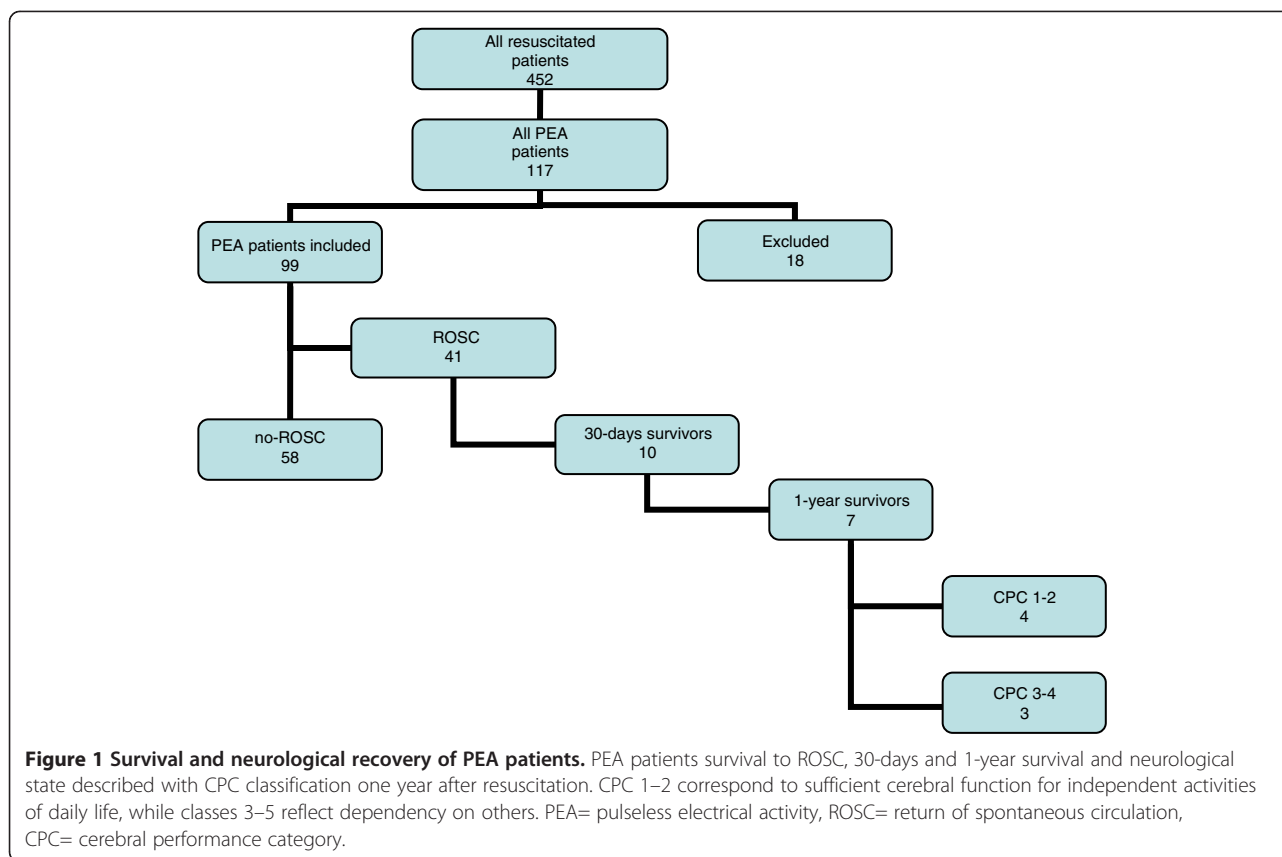 All resuscitated
patients
452
All PEA
patients
117
PEA patients included
99
Excluded
18
ROSC
41
no-ROSC
58
30-days survivors
10
1-year survivors
7
CPC 1-2
4
CPC 3-4
3
Figure 1 Survival and neurological recovery of PEA patients. PEA patients survival to ROSC, 30-days and 1-year survival and neurological
state described with CPC classification one year after resuscitation. CPC 1–2 correspond to sufficient cerebral function for independent activities
of daily life, while classes 3–5 reflect dependency on others. PEA= pulseless electrical activity, ROSC= return of spontaneous circulation,
CPC= cerebral performance category.